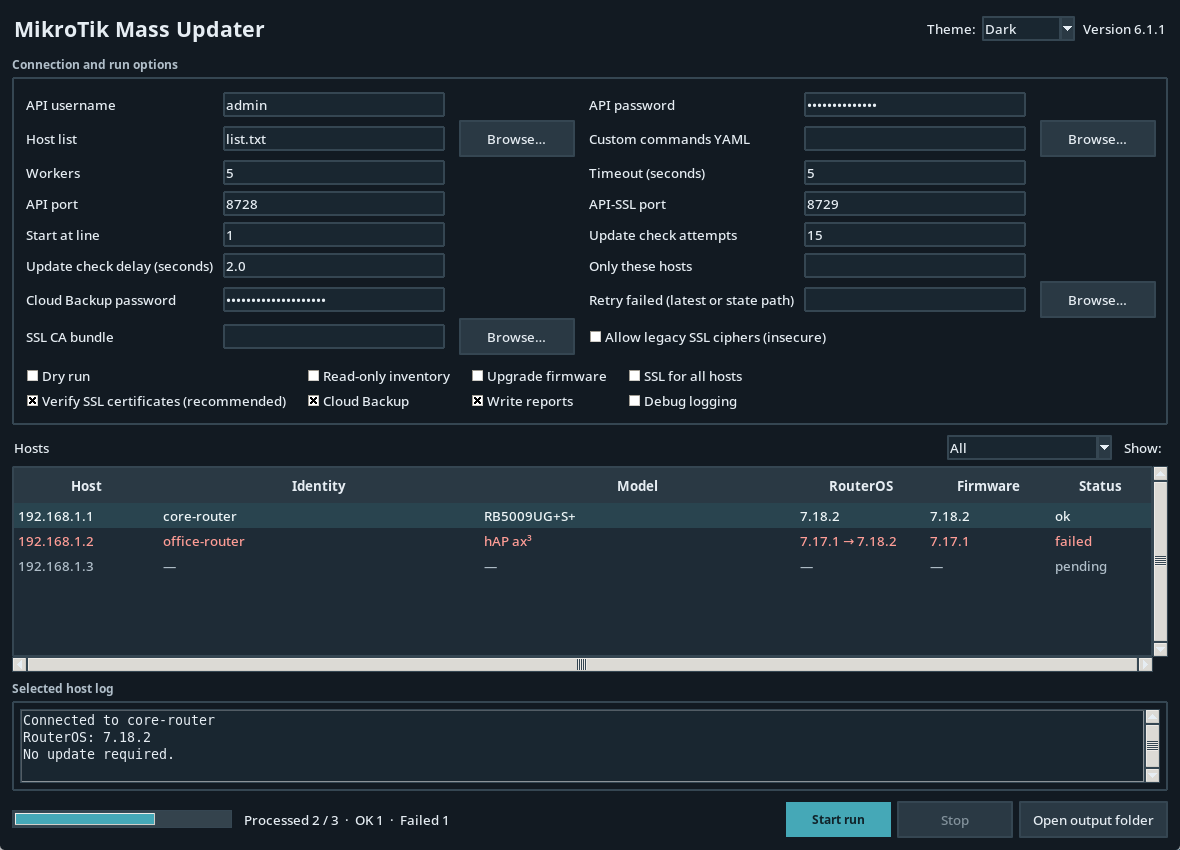 MikroTik Mass Updater
Theme: Dark Version 6.1.1
Connection and run options
API username admin API password ••••••••••••••
Host list list.txt Browse... Custom commands YAML Browse...
Workers 5 Timeout (seconds) 5
API port 8728 API-SSL port 8729
Start at line 1 Update check attempts 15
Update check delay (seconds) 2.0 Only these hosts
Cloud Backup password •••••••••••••••••••• Retry failed (latest or state path) Browse...
SSL CA bundle Browse... Allow legacy SSL ciphers (insecure)
Dry run Read-only inventory Upgrade firmware SSL for all hosts
Verify SSL certificates (recommended) Cloud Backup Write reports Debug logging
Hosts All Show:
Host Identity Model RouterOS Firmware Status
192.168.1.1 core-router RB5009UG+S+ 7.18.2 7.18.2 ok
192.168.1.2 office-router hAP ax³ 7.17.1 → 7.18.2 7.17.1 failed
192.168.1.3 — — — — pending
Selected host log
Connected to core-router
RouterOS: 7.18.2
No update required.
Processed 2 / 3 · OK 1 · Failed 1 Start run Stop Open output folder